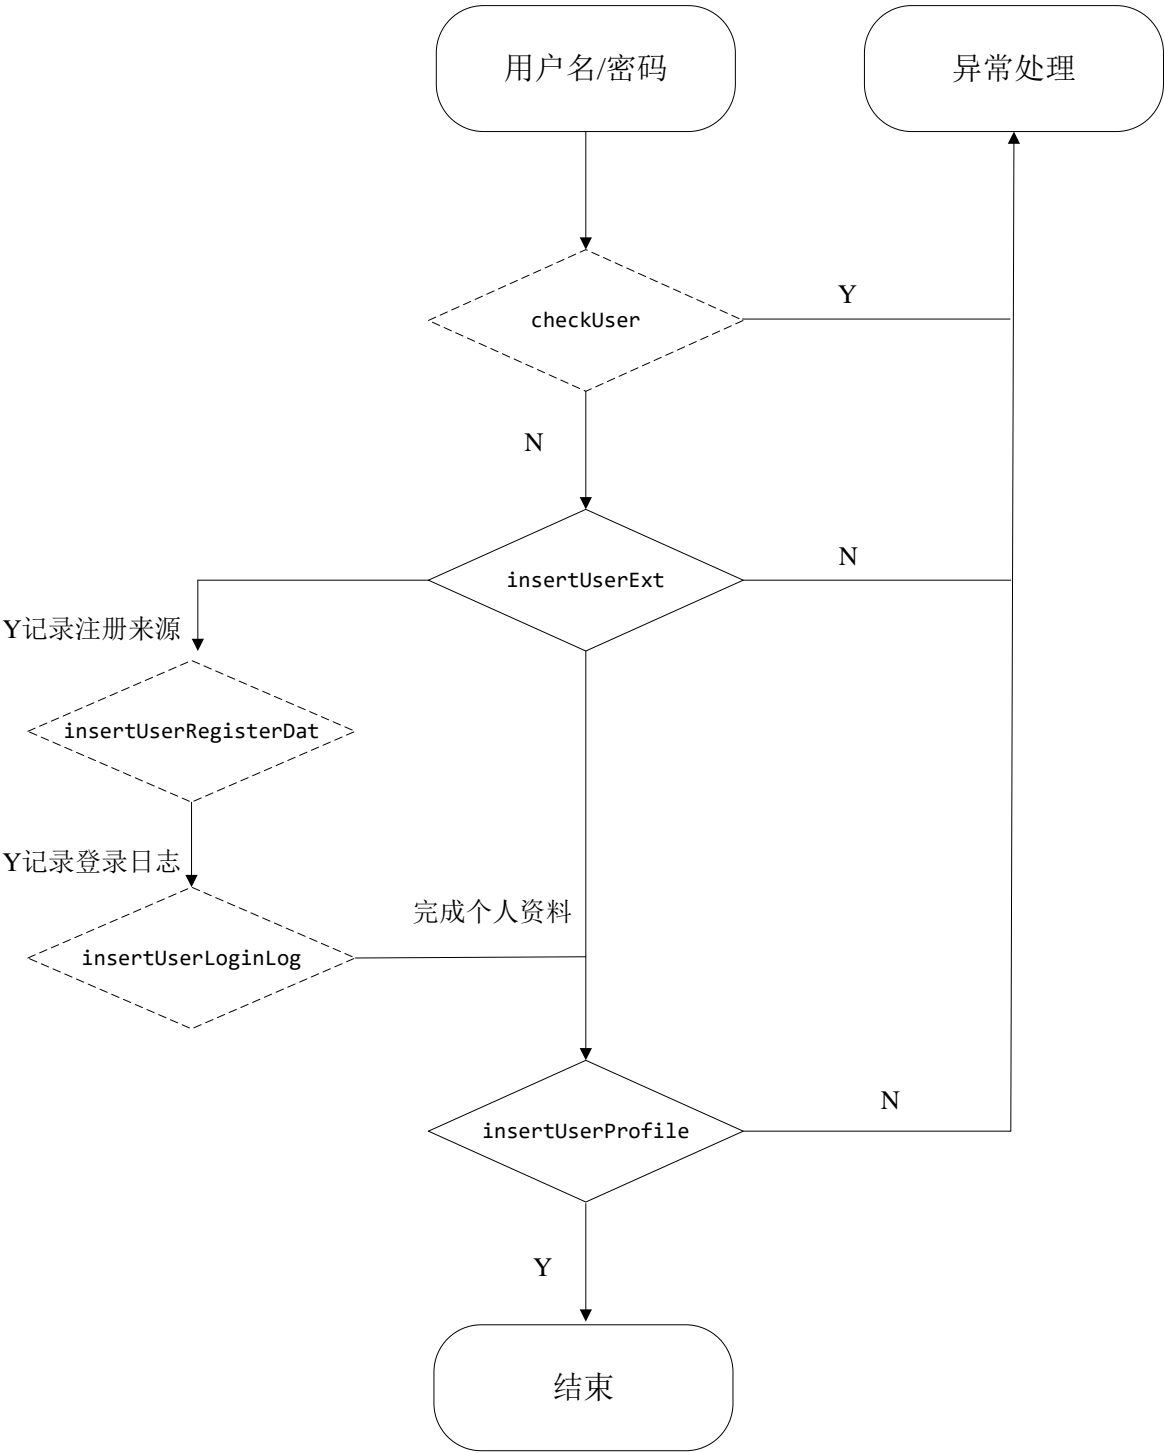 用户名/密码
异常处理
checkUser
Y
N
insertUserExt
N
Y记录注册来源
insertUserRegisterDat
Y记录登录日志
完成个人资料
insertUserLoginLog
N
insertUserProfile
Y
结束